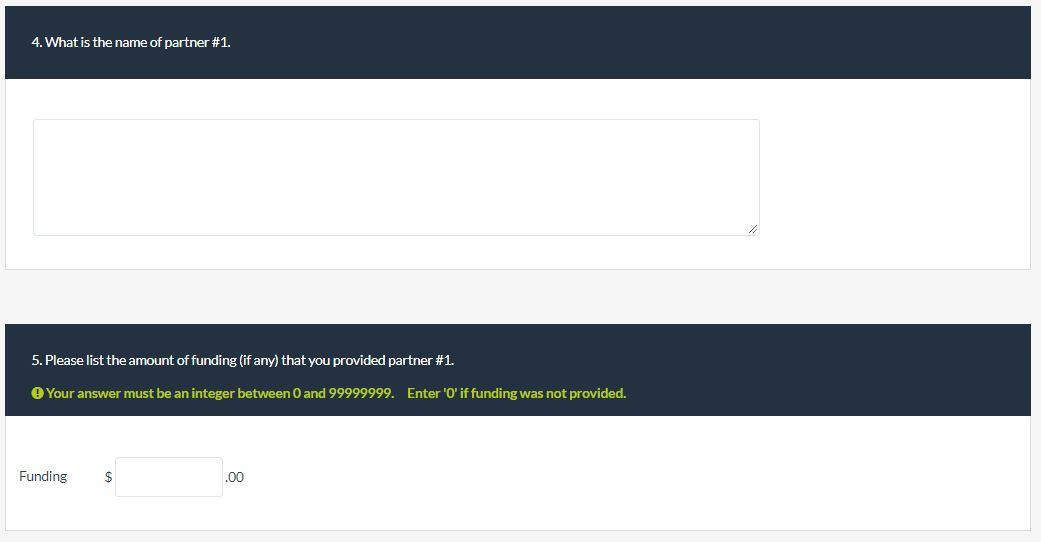 4. What is the name of partner #1.
5. Please list the amount of funding (if any) that you provided partner #1.
Your answer must be an integer between 0 and 99999999. Enter '0' if funding was not provided.
Funding $ .00